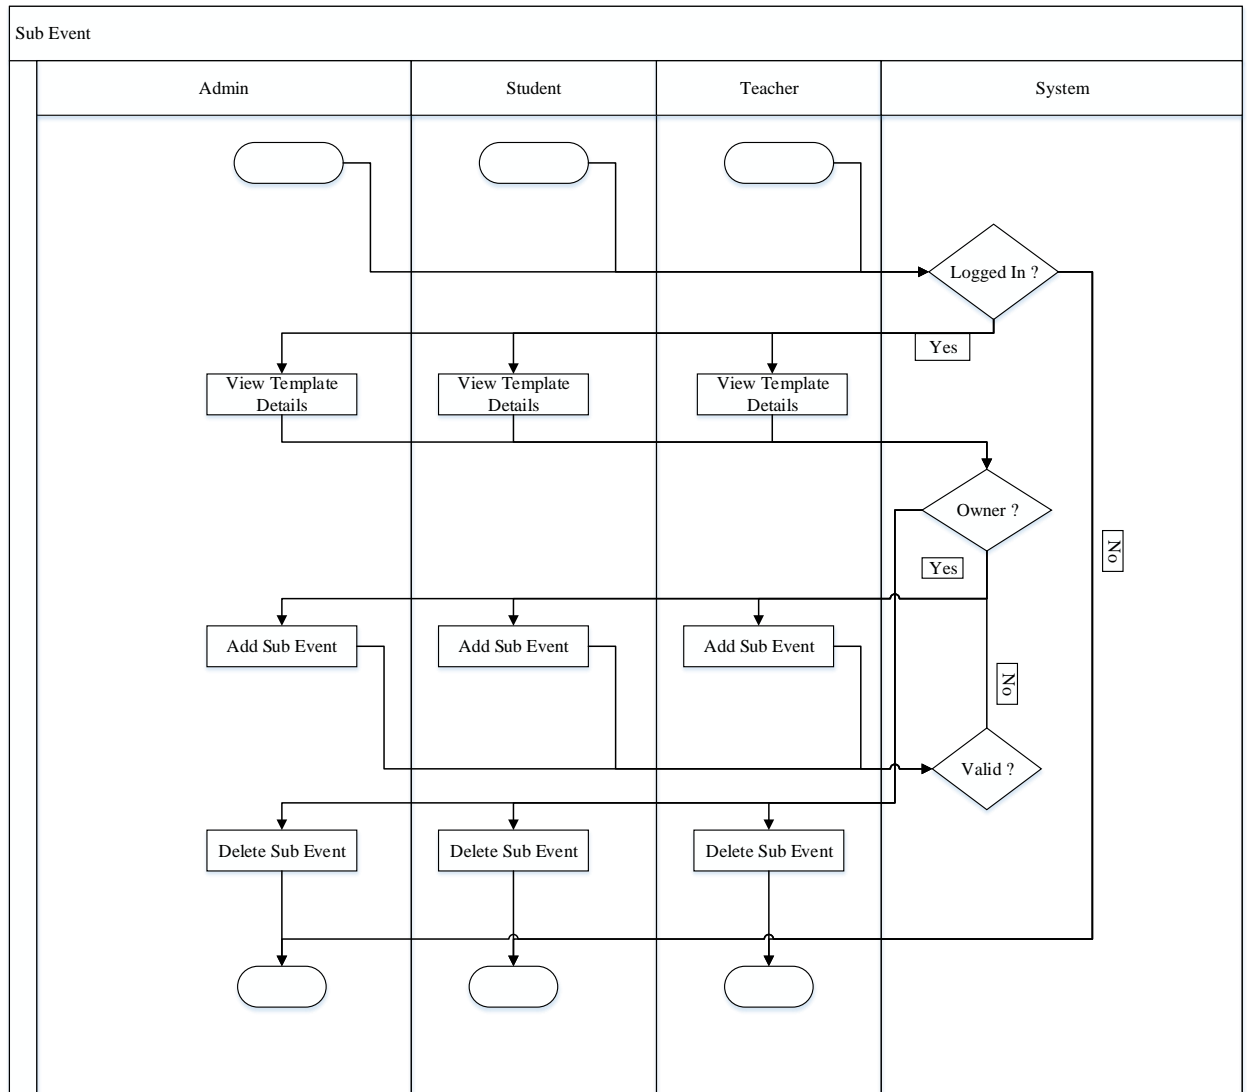 Sub Event
Admin
Student
Teacher
System
Logged In ?
Yes
View Template
Details
View Template
Details
View Template
Details
Owner ?
No
Yes
Add Sub Event
Add Sub Event
Add Sub Event
No
Valid ?
Delete Sub Event
Delete Sub Event
Delete Sub Event